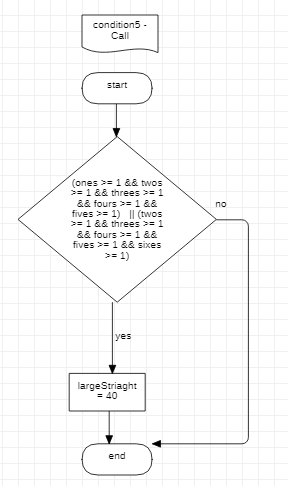 condition5 -
Call
start
(ones >= 1 && twos
>= 1 && threes >= 1
&& fours >= 1 &&
fives >= 1)   || (twos
>= 1 && threes >= 1
&& fours >= 1 &&
fives >= 1 && sixes
>= 1)
no
yes
largeStriaght
= 40
end